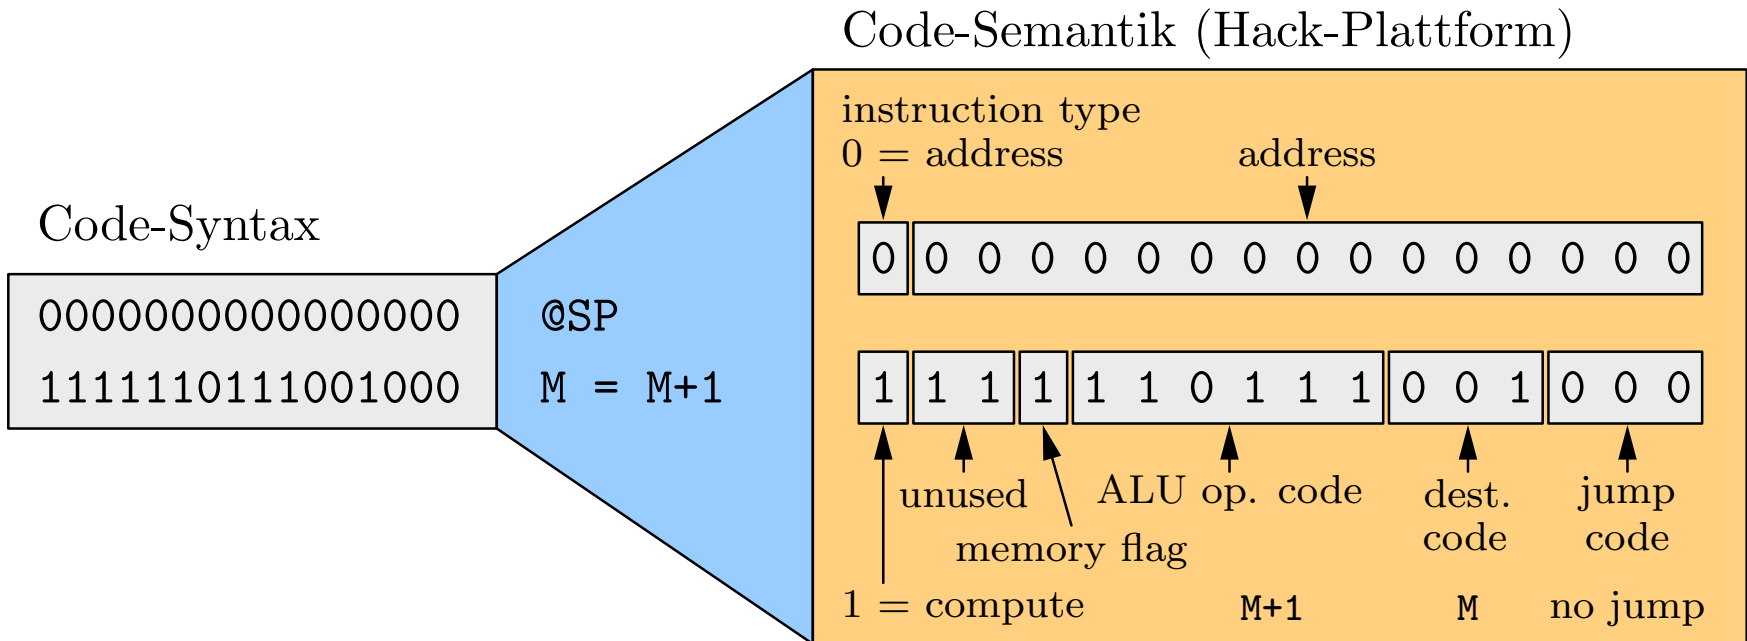 Code-Semantik (Hack-Plattform)
instruction type
0 = address
address
Code-Syntax
0 0 0 0 0 0 0 0 0 0 0 0 0 0 0 0
0000000000000000
@SP
1111110111001000
M = M+1
1 1 1 1 1 1 0 1 1 1 0 0 1 0 0 0
unused
ALU op. code
dest.
code
jump
code
memory flag
1 = compute
M+1
M
no jump